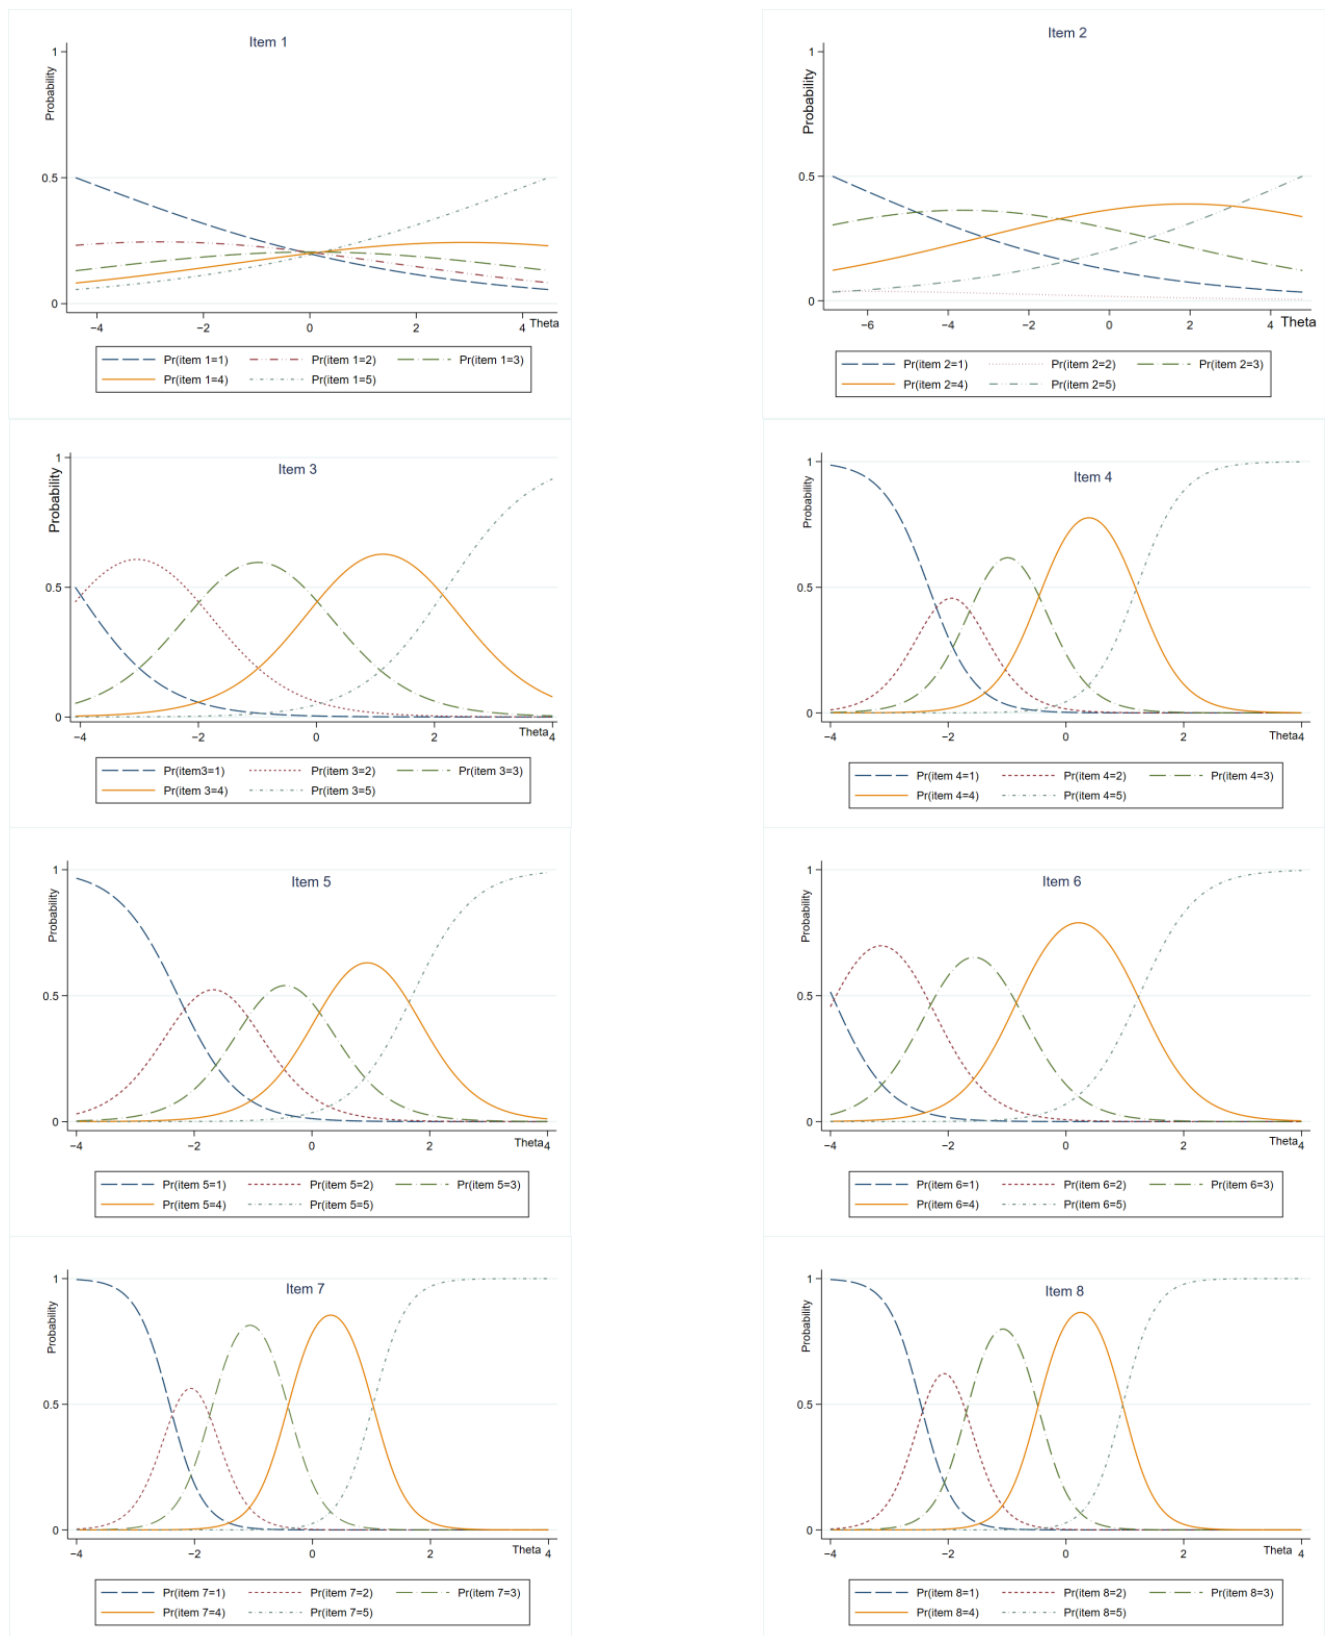 Item 1
Probability
1
0.5
0
−4 −2 0 2 4 Theta
Pr(item 1=1) Pr(item 1=2) Pr(item 1=3)
Pr(item 1=4) Pr(item 1=5)
Item 2
Probability
1
0.5
0
−6 −4 −2 0 2 4 Theta
Pr(item 2=1) Pr(item 2=2) Pr(item 2=3)
Pr(item 2=4) Pr(item 2=5)
Item 3
Probability
1
0.5
0
−4 −2 0 2 Theta 4
Pr(item3=1) Pr(item 3=2) Pr(item 3=3)
Pr(item 3=4) Pr(item 3=5)
Item 4
Probability
1
0.5
0
−4 −2 0 2 Theta 4
Pr(item 4=1) Pr(item 4=2) Pr(item 4=3)
Pr(item 4=4) Pr(item 4=5)
Item 5
Probability
1
0.5
0
−4 −2 0 2 Theta 4
Pr(item 5=1) Pr(item 5=2) Pr(item 5=3)
Pr(item 5=4) Pr(item 5=5)
Item 6
Probability
1
0.5
0
−4 −2 0 2 Theta 4
Pr(item 6=1) Pr(item 6=2) Pr(item 6=3)
Pr(item 6=4) Pr(item 6=5)
Item 7
Probability
1
0.5
0
−4 −2 0 2 Theta 4
Pr(item 7=1) Pr(item 7=2) Pr(item 7=3)
Pr(item 7=4) Pr(item 7=5)
Item 8
Probability
1
0.5
0
−4 −2 0 2 Theta 4
Pr(item 8=1) Pr(item 8=2) Pr(item 8=3)
Pr(item 8=4) Pr(item 8=5)